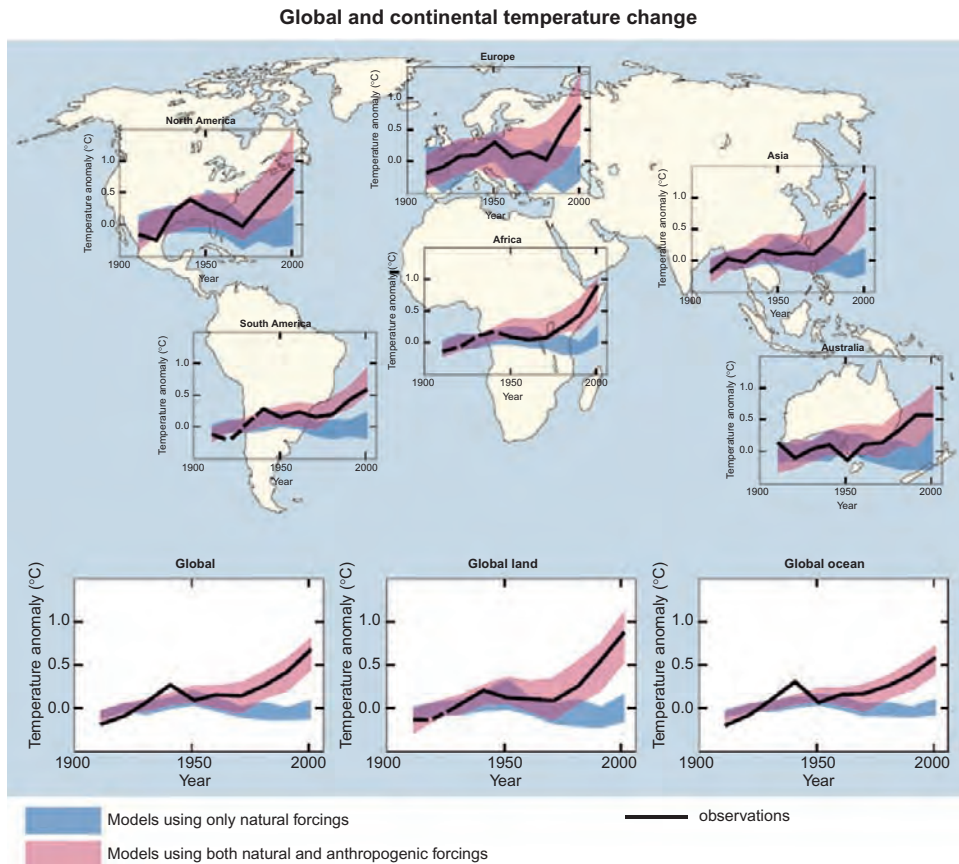 Global and continental temperature change
Europe
Temperature anomaly (°C)
1.0
0.5
0.0
1900
1950
2000
Year
North America
Temperature anomaly (°C)
1.0
0.5
0.0
1900
1950
2000
Year
Asia
Temperature anomaly (°C)
1.0
0.5
0.0
1900
1950
2000
Year
Africa
Temperature anomaly (°C)
1.0
0.5
0.0
1900
1950
2000
Year
South America
Temperature anomaly (°C)
1.0
0.5
0.0
1900
1950
2000
Year
Australia
Temperature anomaly (°C)
1.0
0.5
0.0
1900
1950
2000
Year
Global
Temperature anomaly (°C)
1.0
0.5
0.0
1900
1950
2000
Year
Global land
Temperature anomaly (°C)
1.0
0.5
0.0
1900
1950
2000
Year
Global ocean
Temperature anomaly (°C)
1.0
0.5
0.0
1900
1950
2000
Year
Models using only natural forcings
observations
Models using both natural and anthropogenic forcings